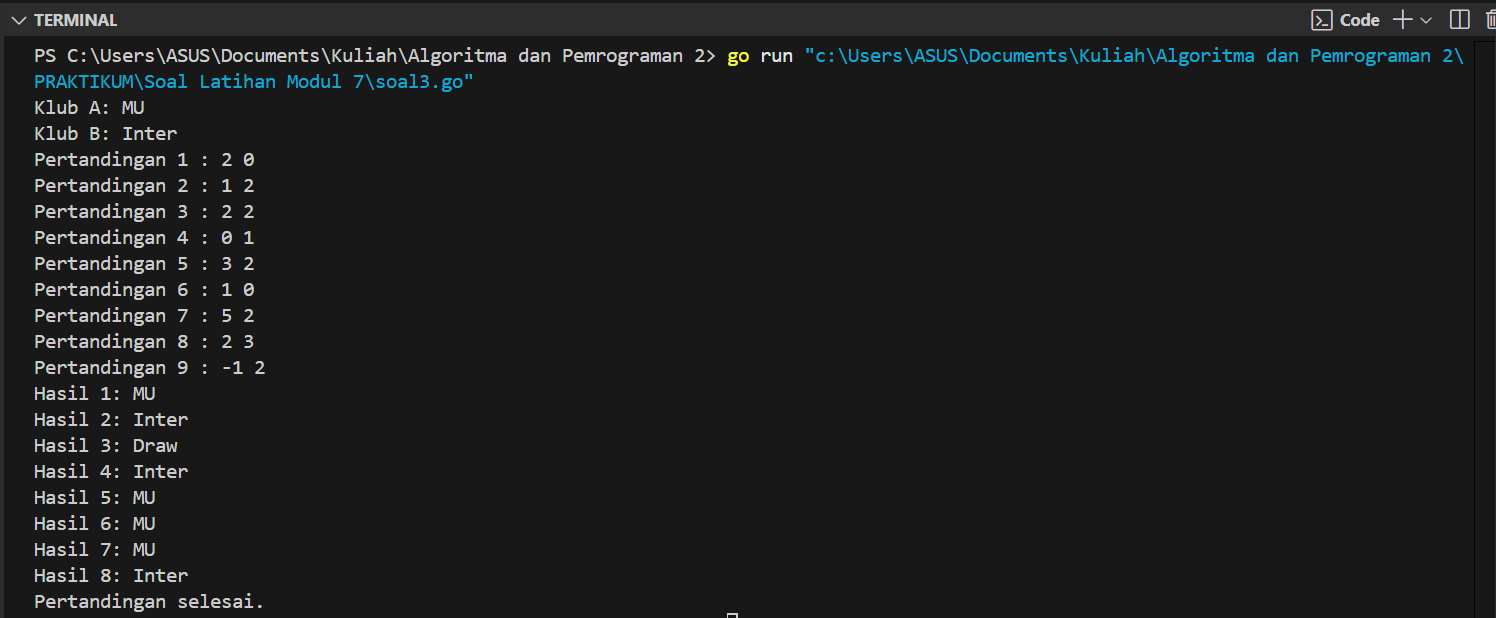 TERMINAL
Code
PS C:\Users\ASUS\Documents\Kuliah\Algoritma dan Pemrograman 2> go run "c:\Users\ASUS\Documents\Kuliah\Algoritma dan Pemrograman 2\
PRAKTIKUM\Soal Latihan Modul 7\soal3.go"
Klub A: MU
Klub B: Inter
Pertandingan 1 : 2 0
Pertandingan 2 : 1 2
Pertandingan 3 : 2 2
Pertandingan 4 : 0 1
Pertandingan 5 : 3 2
Pertandingan 6 : 1 0
Pertandingan 7 : 5 2
Pertandingan 8 : 2 3
Pertandingan 9 : -1 2
Hasil 1: MU
Hasil 2: Inter
Hasil 3: Draw
Hasil 4: Inter
Hasil 5: MU
Hasil 6: MU
Hasil 7: MU
Hasil 8: Inter
Pertandingan selesai.